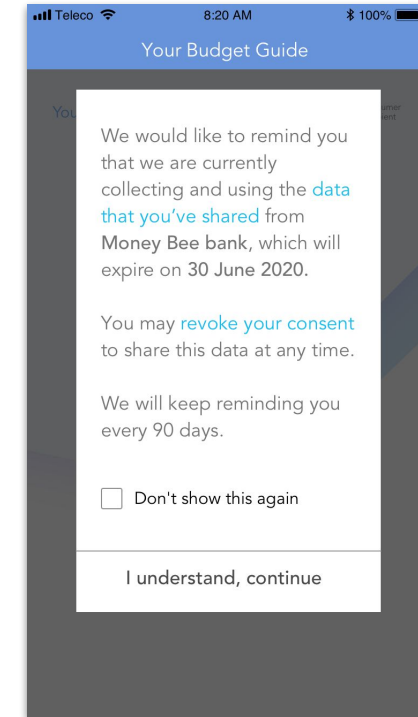 Teleco 8:20 AM 100%
Your Budget Guide
We would like to remind you
that we are currently
collecting and using the data
that you've shared from
Money Bee bank, which will
expire on 30 June 2020.
You may revoke your consent
to share this data at any time.
We will keep reminding you
every 90 days.
Don't show this again
I understand, continue